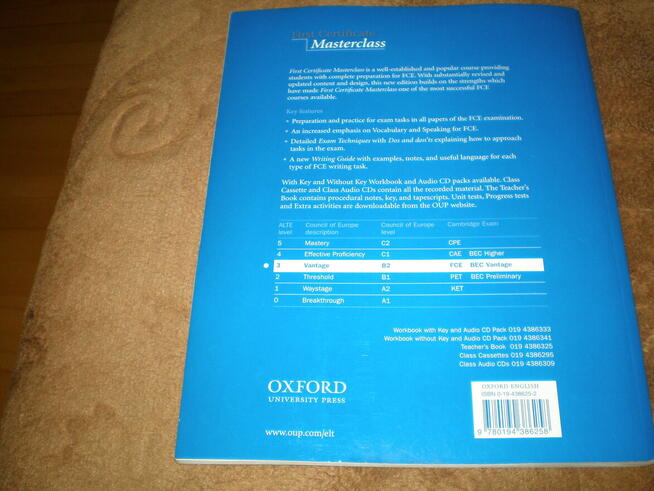 First Certificate
Masterclass
First Certificate Masterclass is a well-established and popular course providing
students with complete preparation for FCE. With substantially revised and
updated content and design, this new edition builds on the strengths which
have made First Certificate Masterclass one of the most successful FCE
courses available.
Key features
• Preparation and practice for exam tasks in all papers of the FCE examination.
• An increased emphasis on Vocabulary and Speaking for FCE.
• Detailed Exam Techniques with Dos and don'ts explaining how to approach
tasks in the exam.
• A new Writing Guide with examples, notes, and useful language for each
type of FCE writing task.
With Key and Without Key Workbook and Audio CD packs available. Class
Cassette and Class Audio CDs contain all the recorded material. The Teacher's
Book contains procedural notes, key, and tapescripts. Unit tests, Progress tests
and Extra activities are downloadable from the OUP website.
ALTE level Council of Europe description Council of Europe level Cambridge Exam
5 Mastery C2 CPE
4 Effective Proficiency C1 CAE BEC Higher
3 Vantage B2 FCE BEC Vantage
2 Threshold B1 PET BEC Preliminary
1 Waystage A2 KET
0 Breakthrough A1
Workbook with Key and Audio CD Pack 019 4386333
Workbook without Key and Audio CD Pack 019 4386341
Teacher's Book 019 4386325
Class Cassettes 019 4386295
Class Audio CDs 019 4386309
OXFORD
UNIVERSITY PRESS
www.oup.com/elt
OXFORD ENGLISH
ISBN 0-19-438625-2
9 780194 386258